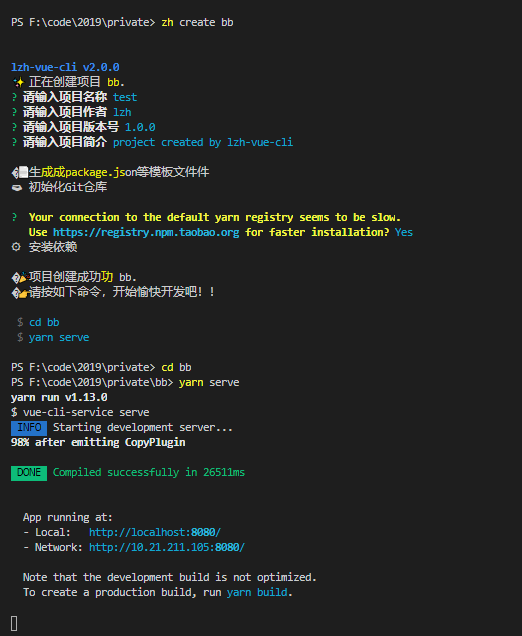 PS F:\code\2019\private> zh create bb
lzh-vue-cli v2.0.0
✨ 正在创建项目 bb.
? 请输入项目名称 test
? 请输入项目作者 lzh
? 请输入项目版本号 1.0.0
? 请输入项目简介 project created by lzh-vue-cli
�📄生成成package.json等模板文件件
🗃 初始化Git仓库
? Your connection to the default yarn registry seems to be slow.
Use https://registry.npm.taobao.org for faster installation? Yes
⚙ 安装依赖
�🎉项目创建成功功 bb.
�👉请按如下命令，开始愉快开发吧！！
$ cd bb
$ yarn serve
PS F:\code\2019\private> cd bb
PS F:\code\2019\private\bb> yarn serve
yarn run v1.13.0
$ vue-cli-service serve
INFO Starting development server...
98% after emitting CopyPlugin
DONE Compiled successfully in 26511ms
App running at:
- Local: http://localhost:8080/
- Network: http://10.21.211.105:8080/
Note that the development build is not optimized.
To create a production build, run yarn build.